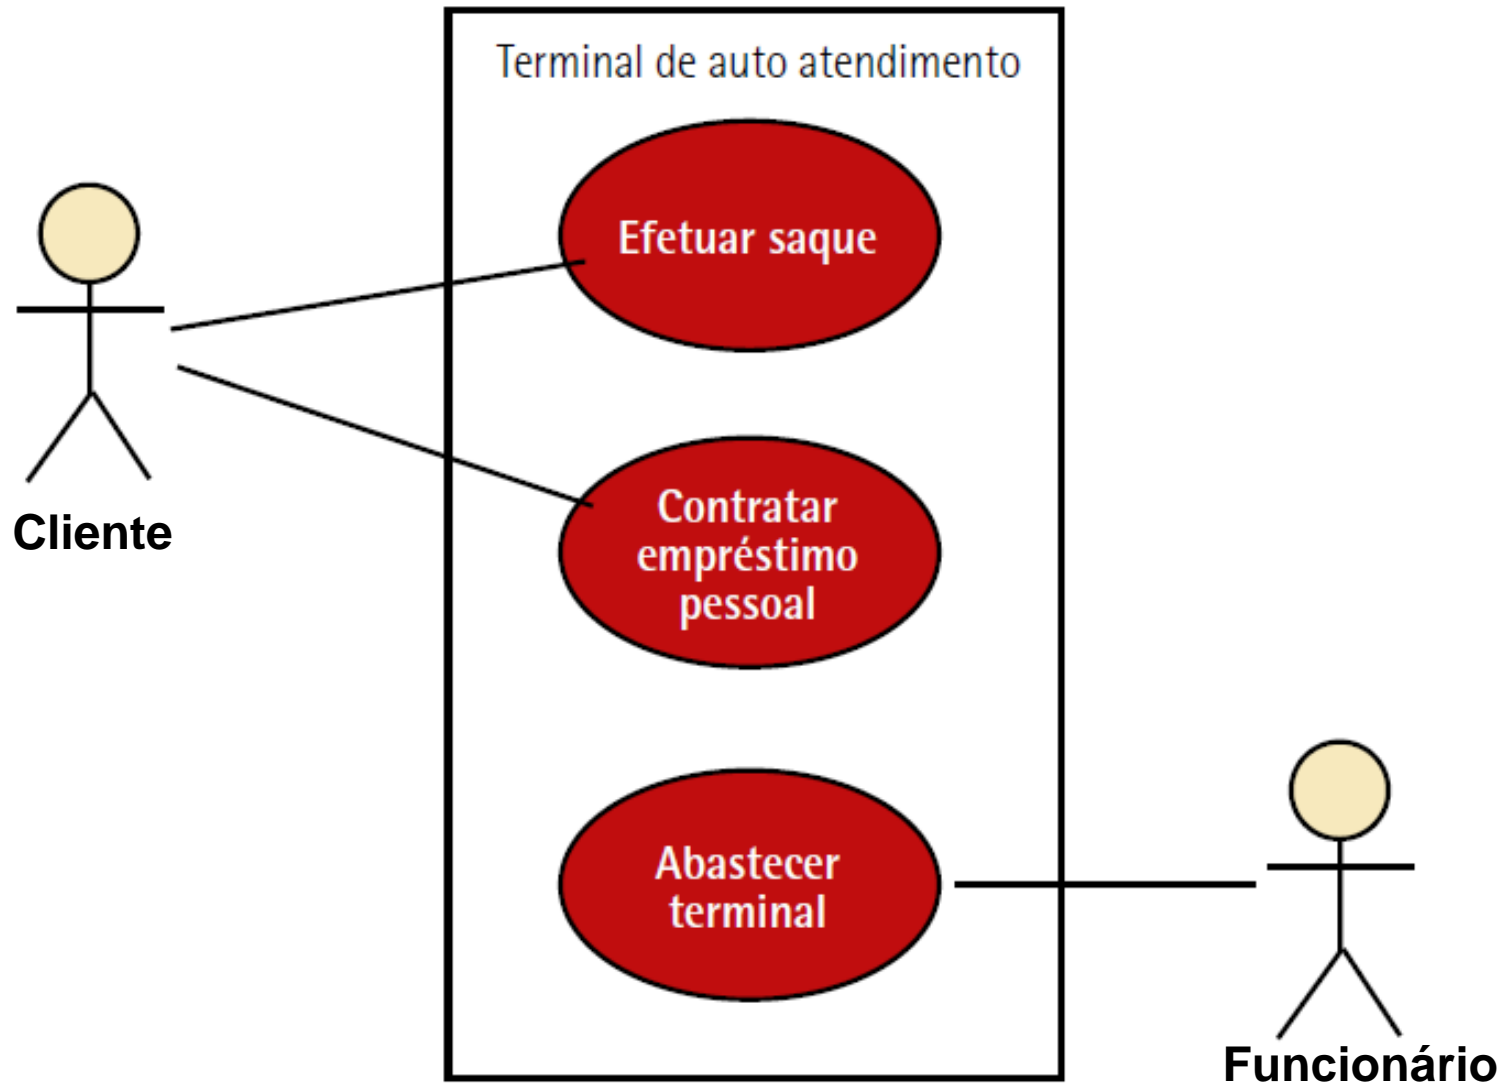 Terminal de auto atendimento
Efetuar saque
Cliente
Contratar
empréstimo
pessoal
Abastecer
terminal
Funcionário